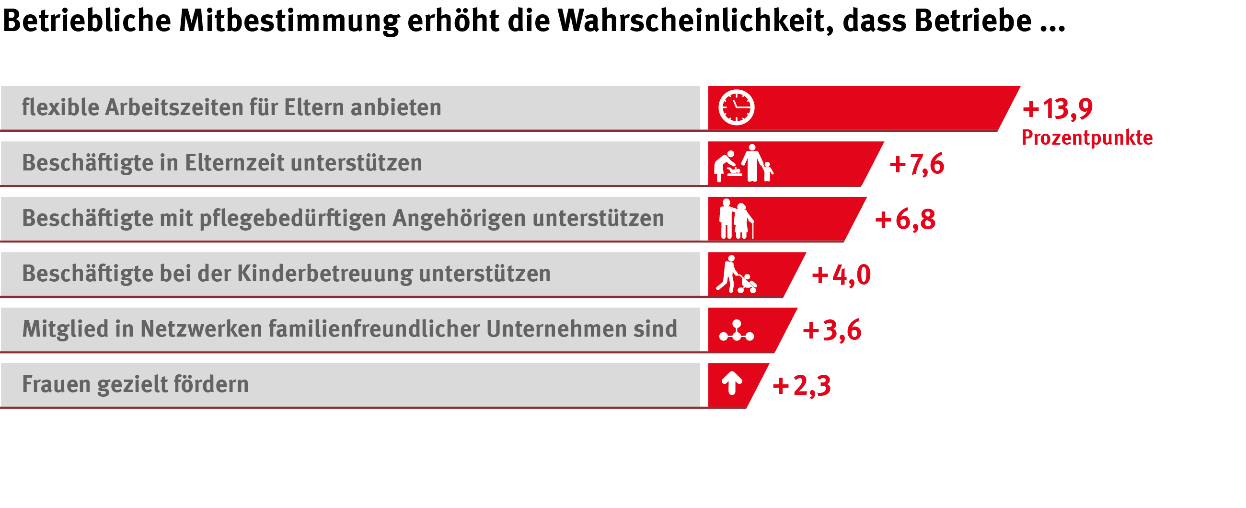 Betriebliche Mitbestimmung erhöht die Wahrscheinlichkeit, dass Betriebe ...
flexible Arbeitszeiten für Eltern anbieten
+13,9
Prozentpunkte
Beschäftigte in Elternzeit unterstützen
+7,6
Beschäftigte mit pflegebedürftigen Angehörigen unterstützen
+6,8
Beschäftigte bei der Kinderbetreuung unterstützen
+4,0
Mitglied in Netzwerken familienfreundlicher Unternehmen sind
+3,6
Frauen gezielt fördern
+2,3